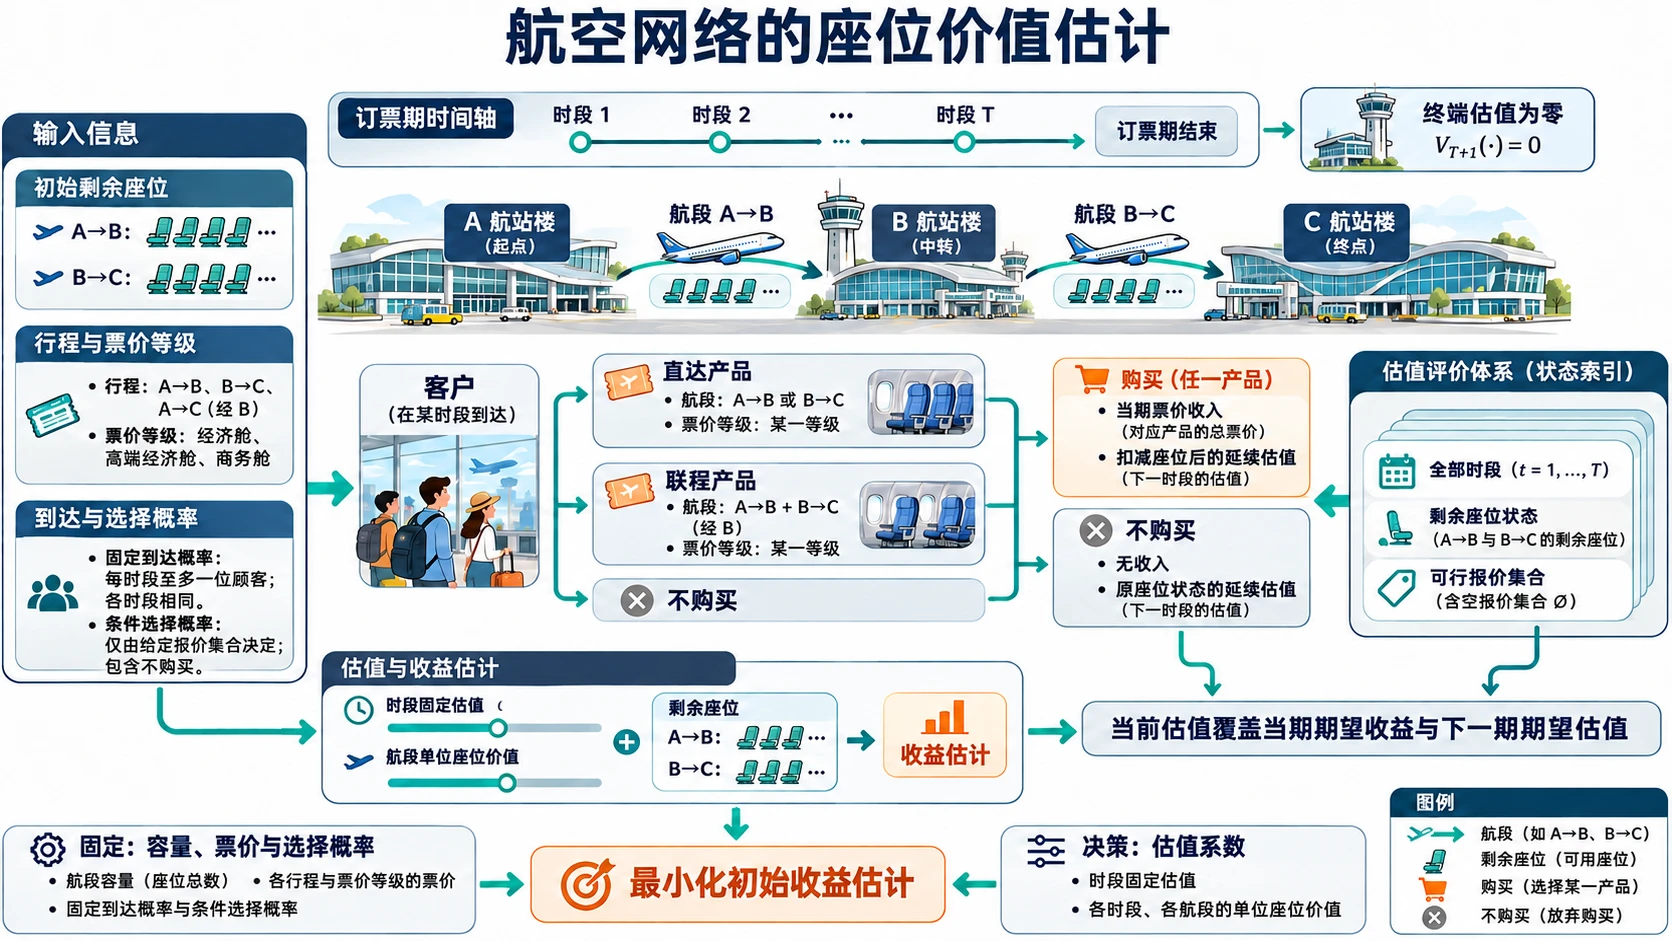 航空网络的座位价值估计
订票期时间轴
时段 1
时段 2
...
时段 T
...
订票期结束
终端估值为零
V_{T+1}(·) = 0
输入信息
初始剩余座位
A→B: ...
B→C: ...
行程与票价等级
• 行程：A→B、B→C、
A→C（经 B）
• 票价等级：经济舱、
高端经济舱、商务舱
到达与选择概率
• 固定到达概率：
每时段至多一位顾客；
各时段相同。
• 条件选择概率：
仅由给定报价集合决定；
包含不购买。
A 航站楼
（起点）
航段 A→B
...
B 航站楼
（中转）
航段 B→C
...
C 航站楼
（终点）
客户
（在某时段到达）
直达产品
• 航段：A→B 或 B→C
• 票价等级：某一等级
联程产品
• 航段：A→B + B→C
（经 B）
• 票价等级：某一等级
不购买
购买（任一产品）
• 当期票价收入
（对应产品的总票价）
• 扣减座位后的延续估值
（下一时段的估值）
不购买
• 无收入
• 原座位状态的延续估值
（下一时段的估值）
估值评价体系（状态索引）
全部时段（t = 1, ..., T）
剩余座位状态
（A→B 与 B→C 的剩余座位）
可行报价集合
（含空报价集合 Ø）
估值与收益估计
时段固定估值 （
航段单位座位价值
剩余座位
A→B: ...
B→C: ...
收益估计
当前估值覆盖当期期望收益与下一期期望估值
固定：容量、票价与选择概率
• 航段容量（座位总数） • 各行程与票价等级的票价
• 固定到达概率与条件选择概率
最小化初始收益估计
决策：估值系数
• 时段固定估值
• 各时段、各航段的单位座位价值
图例
航段（如 A→B、B→C）
剩余座位（可用座位）
购买（选择某一产品）
不购买（放弃购买）